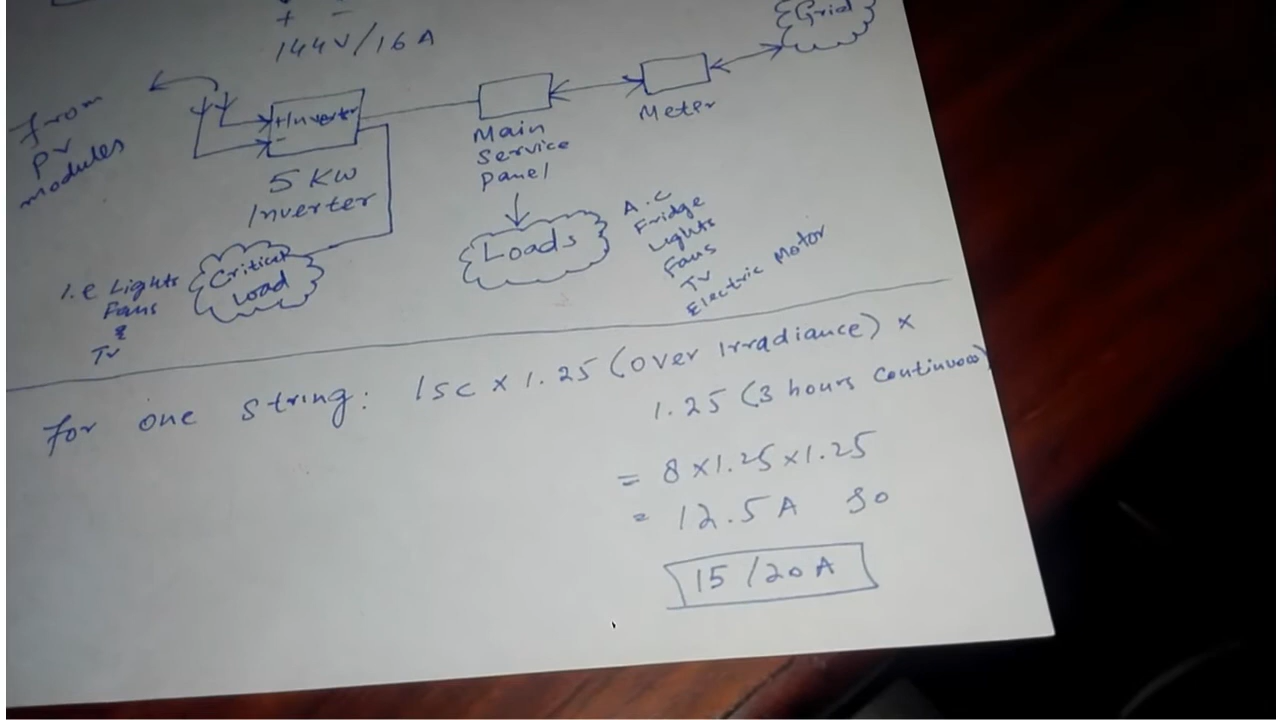 + -
144V/16A
Grid
from
PV
modules
+Inverter
-
5 KW
Inverter
Main
Service
Panel
Meter
Loads
A.C
Fridge
Lights
Fans
Tv
Electric Motor
Critical
Load
i.e Lights
Fans
&
Tv
for one string: Isc x 1.25 (over irradiance) x
1.25 (3 hours continuous)
= 8 x 1.25 x 1.25
= 12.5 A so
15/20A